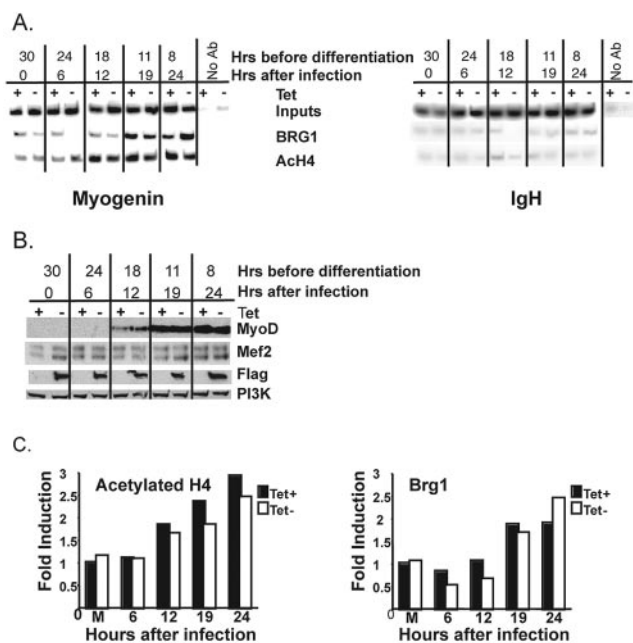 A.
30 24 18 11 8 No Ab Hrs before differentiation 30 24 18 11 8 No Ab
0 6 12 19 24 Hrs after infection 0 6 12 19 24
+ - + - + - + - + - + - Tet + - + - + - + - + - + -
Inputs
BRG1
AcH4
Myogenin IgH
B.
30 24 18 11 8 Hrs before differentiation
0 6 12 19 24 Hrs after infection
+ - + - + - + - + - Tet
MyoD
Mef2
Flag
PI3K
C.
Acetylated H4
Tet+
Tet-
Fold Induction
3
2.5
2
1.5
1
0.5
0
M 6 12 19 24
Hours after infection
Brg1
Tet+
Tet-
Fold Induction
3
2.5
2
1.5
1
0.5
0
M 6 12 19 24
Hours after infection